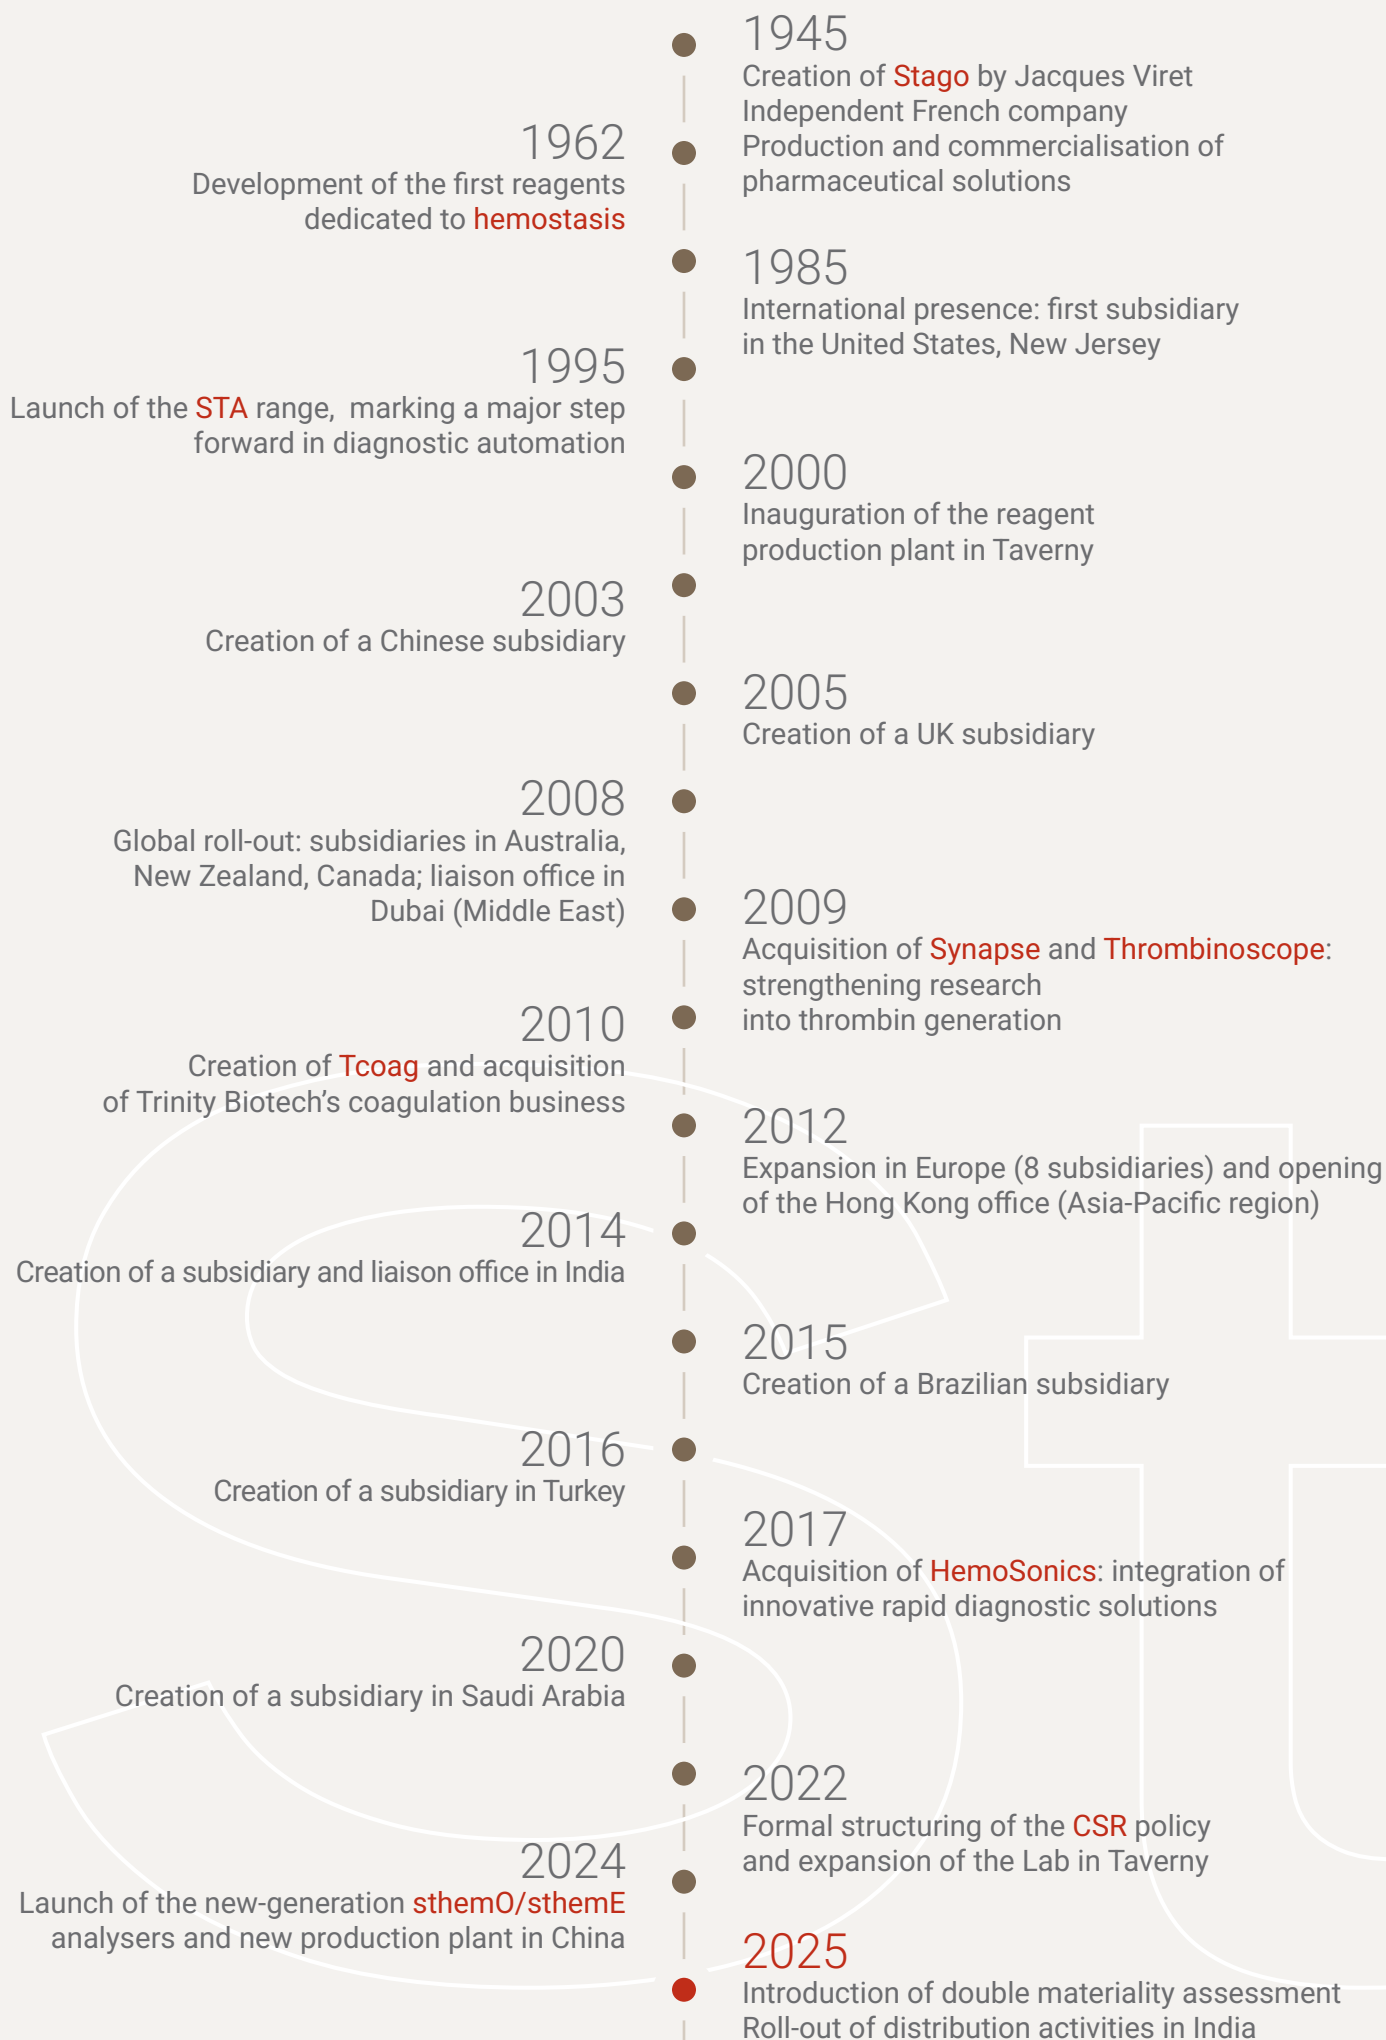 1945
Creation of Stago by Jacques Viret
Independent French company
Production and commercialisation of
pharmaceutical solutions
1962
Development of the first reagents
dedicated to hemostasis
1985
International presence: first subsidiary
in the United States, New Jersey
1995
Launch of the STA range, marking a major step
forward in diagnostic automation
2000
Inauguration of the reagent
production plant in Taverny
2003
Creation of a Chinese subsidiary
2005
Creation of a UK subsidiary
2008
Global roll-out: subsidiaries in Australia,
New Zealand, Canada; liaison office in
Dubai (Middle East)
2009
Acquisition of Synapse and Thrombinoscope:
strengthening research
into thrombin generation
2010
Creation of Tcoag and acquisition
of Trinity Biotech’s coagulation business
2012
Expansion in Europe (8 subsidiaries) and opening
of the Hong Kong office (Asia-Pacific region)
2014
Creation of a subsidiary and liaison office in India
2015
Creation of a Brazilian subsidiary
2016
Creation of a subsidiary in Turkey
2017
Acquisition of HemoSonics: integration of
innovative rapid diagnostic solutions
2020
Creation of a subsidiary in Saudi Arabia
2022
Formal structuring of the CSR policy
and expansion of the Lab in Taverny
2024
Launch of the new-generation sthemO/sthemE
analysers and new production plant in China
2025
Introduction of double materiality assessment
Roll-out of distribution activities in India